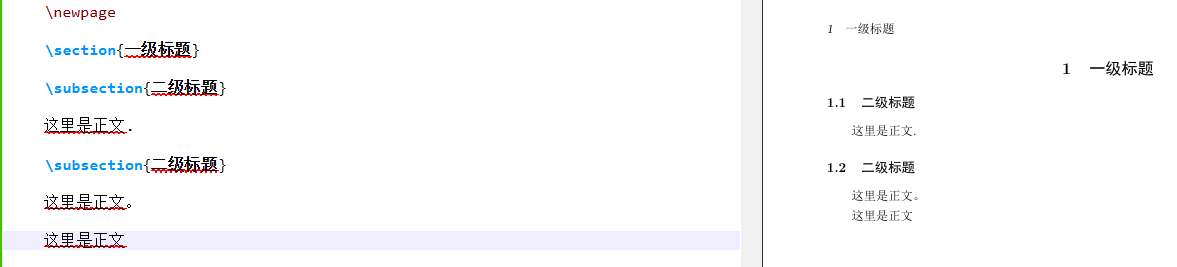 \newpage
\section{一级标题}
\subsection{二级标题}
这里是正文.
\subsection{二级标题}
这里是正文。
这里是正文
1 一级标题
1 一级标题
1.1 二级标题
这里是正文.
1.2 二级标题
这里是正文。
这里是正文